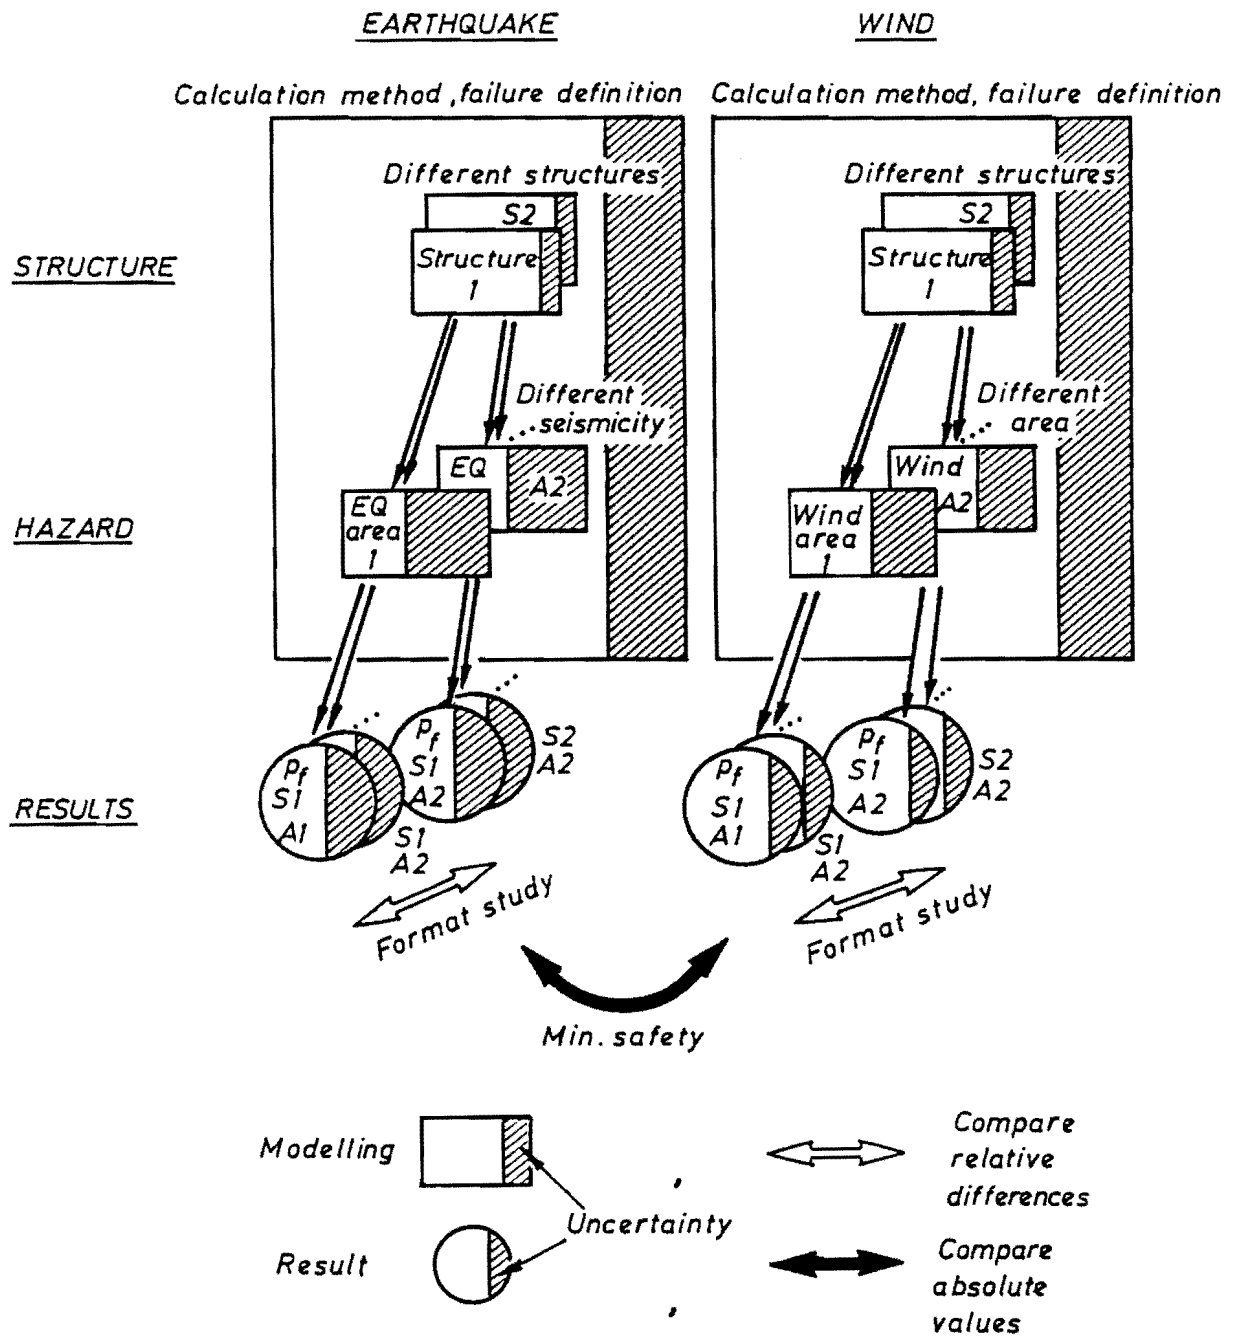 EARTHQUAKE
WIND
Calculation method, failure definition
Calculation method, failure definition
Different structures
Different structures
S2
S2
STRUCTURE
Structure
1
Structure
1
Different
seismicity
Different
area
EQ
A2
Wind
A2
HAZARD
EQ
area
1
Wind
area
1
RESULTS
Pf
S1
A1
S1
A2
Pf
S1
A2
S2
A2
Pf
S1
A1
S1
A2
Pf
S1
A2
S2
A2
Format study
Format study
Min. safety
Modelling
,
Compare
relative
differences
Uncertainty
Result
,
Compare
absolute
values